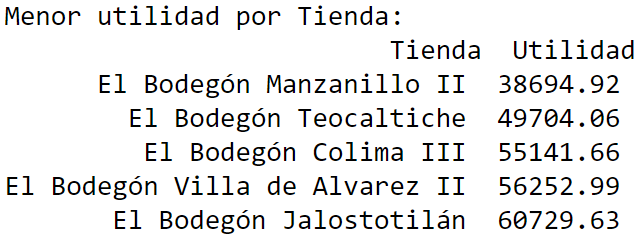 Menor utilidad por Tienda:
Tienda Utilidad
El Bodegón Manzanillo II 38694.92
El Bodegón Teocaltiche 49704.06
El Bodegón Colima III 55141.66
El Bodegón Villa de Alvarez II 56252.99
El Bodegón Jalostotilán 60729.63